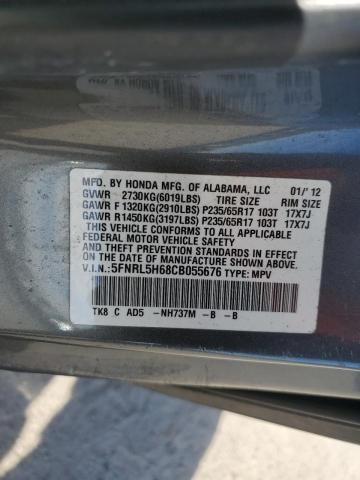 MFD. BY HONDA MFG. OF ALABAMA, LLC 01/'12
GVWR 2730KG(6019LBS) TIRE SIZE RIM SIZE
GAWR F 1320KG(2910LBS) P235/65R17 103T 17X7J
GAWR R1450KG(3197LBS) P235/65R17 103T 17X7J
THIS VEHICLE CONFORMS TO ALL APPLICABLE
FEDERAL MOTOR VEHICLE SAFETY AND
THEFT PREVENTION STANDARDS IN EFFECT ON
THE DATE OF MANUFACTURE SHOWN ABOVE.
V.I.N: 5FNRL5H68CB055676 TYPE: MPV
TK8 C AD5 -NH737M -B -B